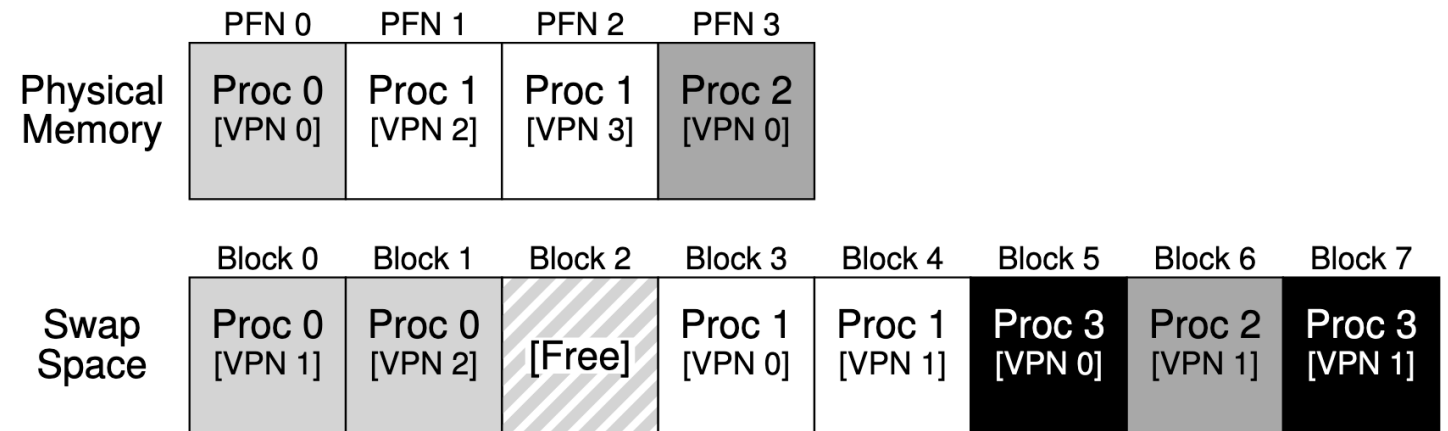 PFN 0 PFN 1 PFN 2 PFN 3
Physical Memory
Proc 0 Proc 1 Proc 1 Proc 2
[VPN 0] [VPN 2] [VPN 3] [VPN 0]
Block 0 Block 1 Block 2 Block 3 Block 4 Block 5 Block 6 Block 7
Swap Space
Proc 0 Proc 0 [Free] Proc 1 Proc 1 Proc 3 Proc 2 Proc 3
[VPN 1] [VPN 2] [VPN 0] [VPN 1] [VPN 0] [VPN 1] [VPN 1]